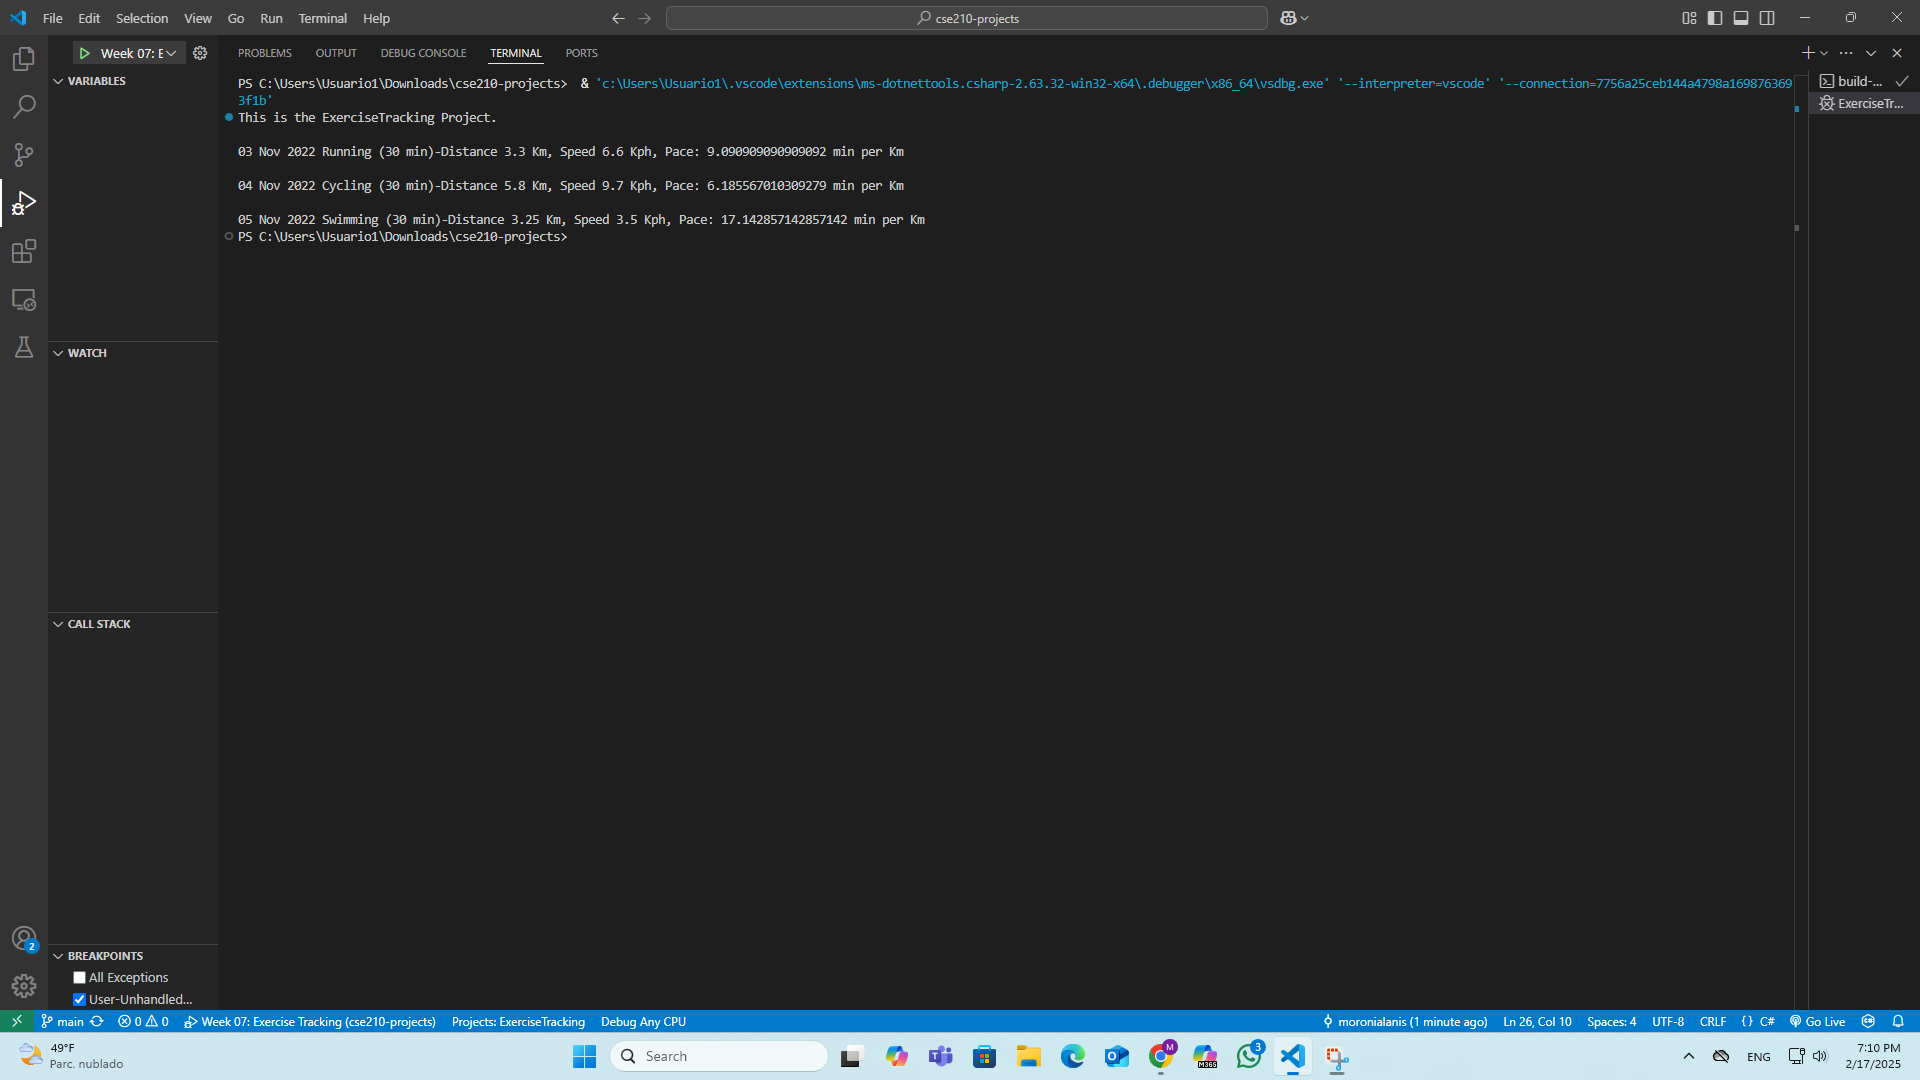 File Edit Selection View Go Run Terminal Help
cse210-projects
Week 07: E
PROBLEMS OUTPUT DEBUG CONSOLE TERMINAL PORTS
VARIABLES
PS C:\Users\Usuario1\Downloads\cse210-projects>  & 'c:\Users\Usuario1\.vscode\extensions\ms-dotnettools.csharp-2.63.32-win32-x64\.debugger\x86_64\vsdbg.exe' '--interpreter=vscode' '--connection=7756a25ceb144a4798a169876369
3f1b'
This is the ExerciseTracking Project.
03 Nov 2022 Running (30 min)-Distance 3.3 Km, Speed 6.6 Kph, Pace: 9.090909090909092 min per Km
04 Nov 2022 Cycling (30 min)-Distance 5.8 Km, Speed 9.7 Kph, Pace: 6.185567010309279 min per Km
05 Nov 2022 Swimming (30 min)-Distance 3.25 Km, Speed 3.5 Kph, Pace: 17.142857142857142 min per Km
PS C:\Users\Usuario1\Downloads\cse210-projects>
build-...
ExerciseTr...
WATCH
CALL STACK
BREAKPOINTS
All Exceptions
User-Unhandled...
2
main 0 0 Week 07: Exercise Tracking (cse210-projects) Projects: ExerciseTracking Debug Any CPU
moronialanis (1 minute ago) Ln 26, Col 10 Spaces: 4 UTF-8 CRLF {} C# Go Live
49°F
Parc. nublado
Search
M
M365
3
ENG
7:10 PM
2/17/2025